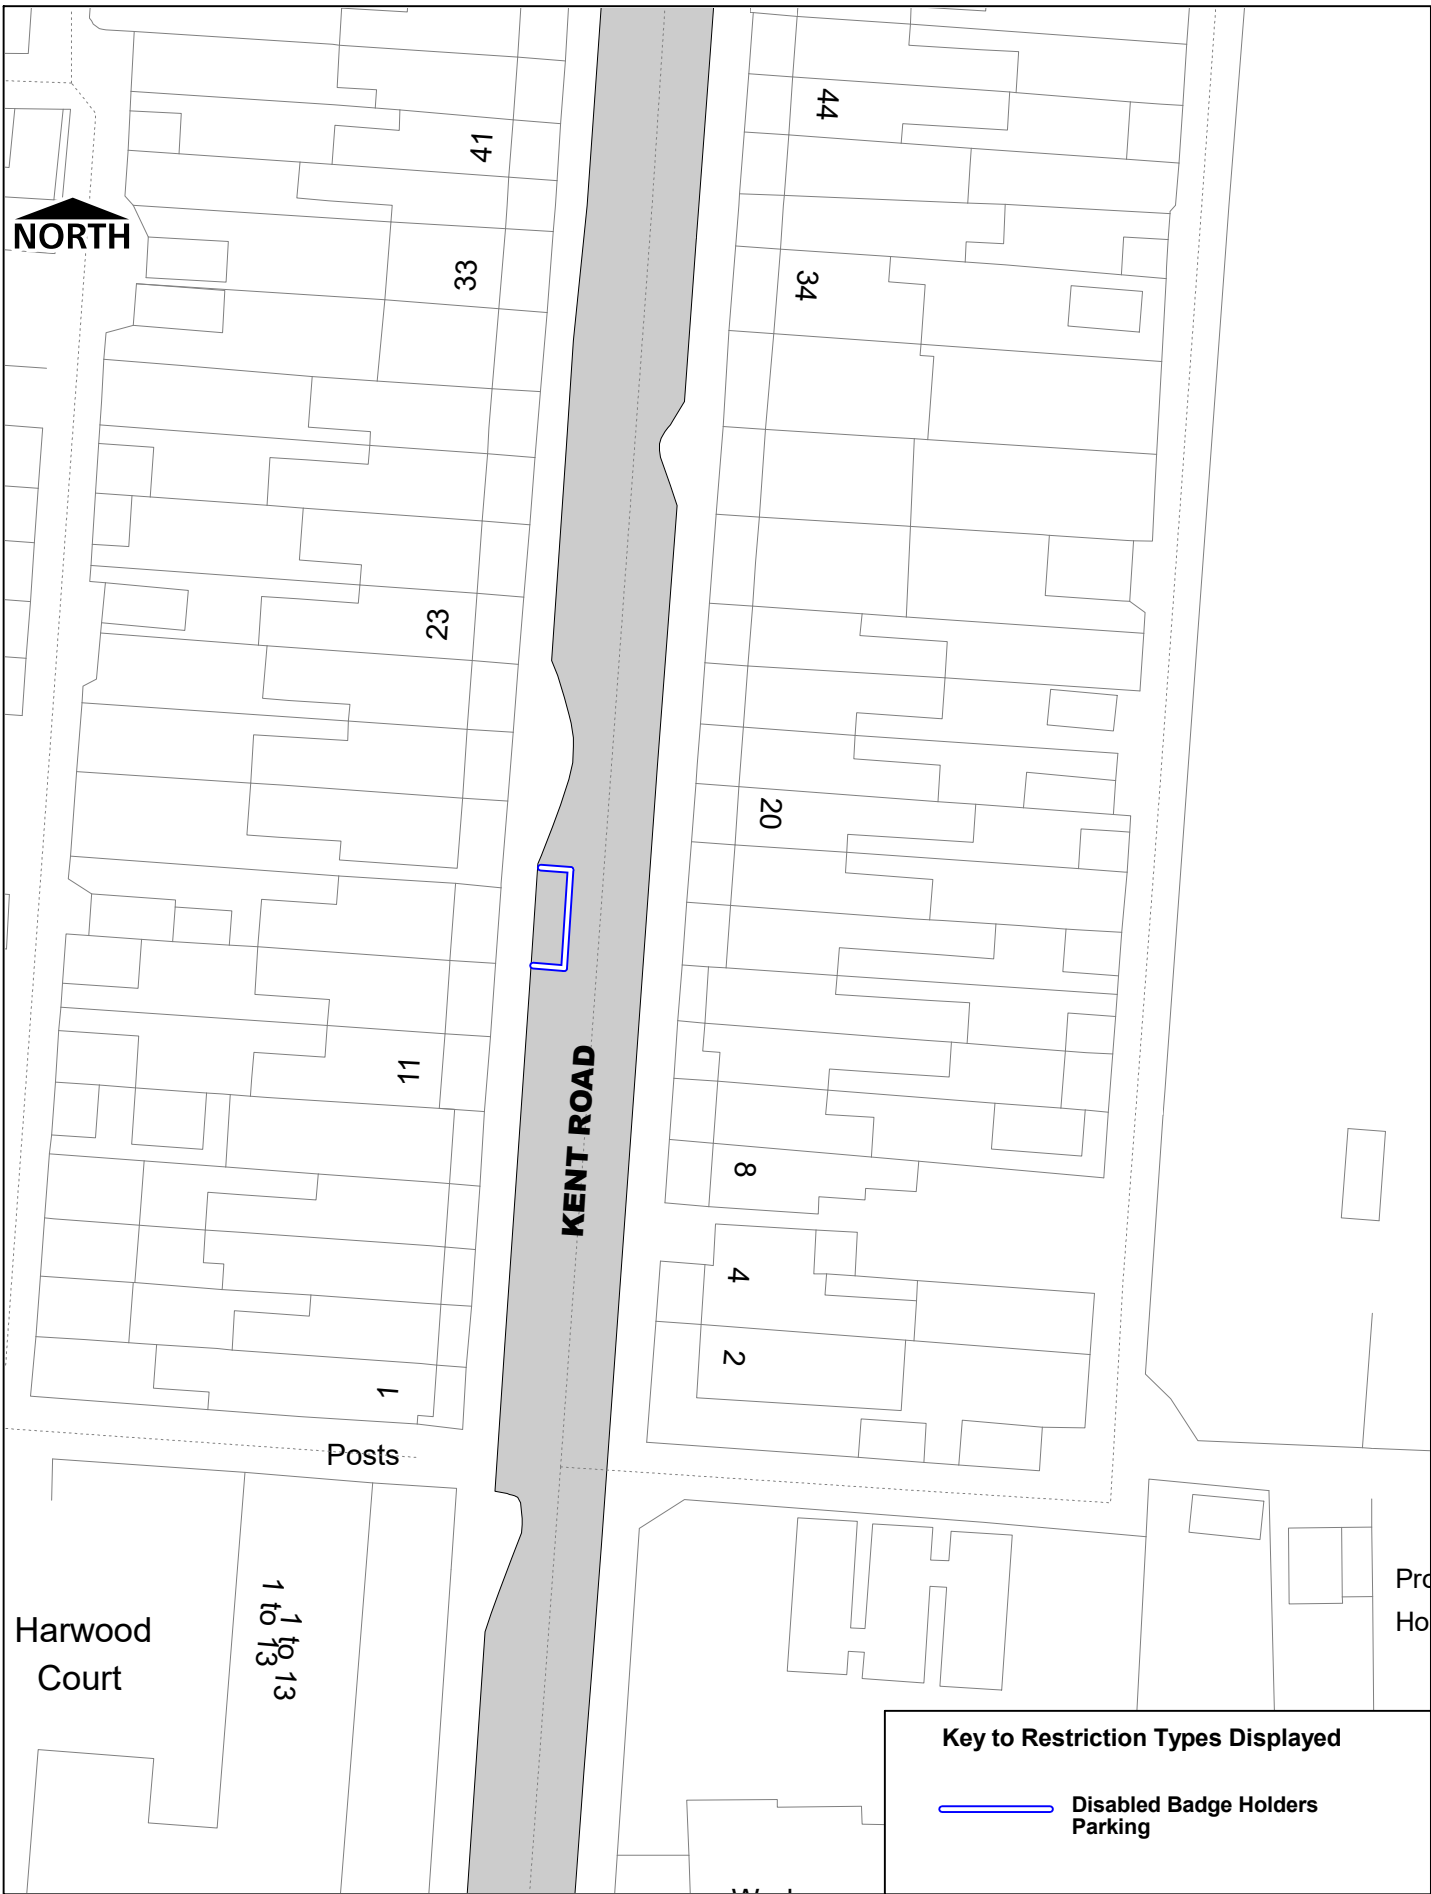 44
41
NORTH
33
34
23
20
11
KENT ROAD
8
4
2
1
Posts
1 to 13
1 to 13
Harwood
Court
Key to Restriction Types Displayed
Disabled Badge Holders
Parking